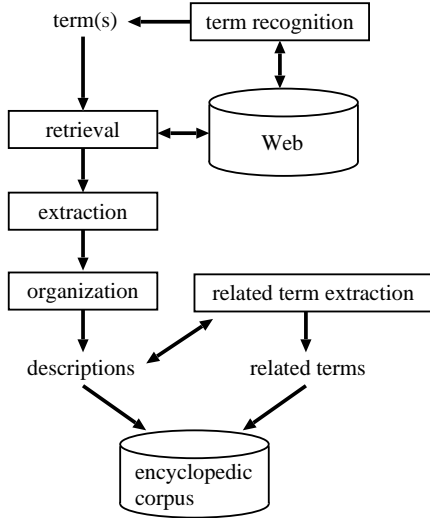 term(s)
term recognition
retrieval
Web
extraction
organization
related term extraction
descriptions
related terms
encyclopedic
corpus